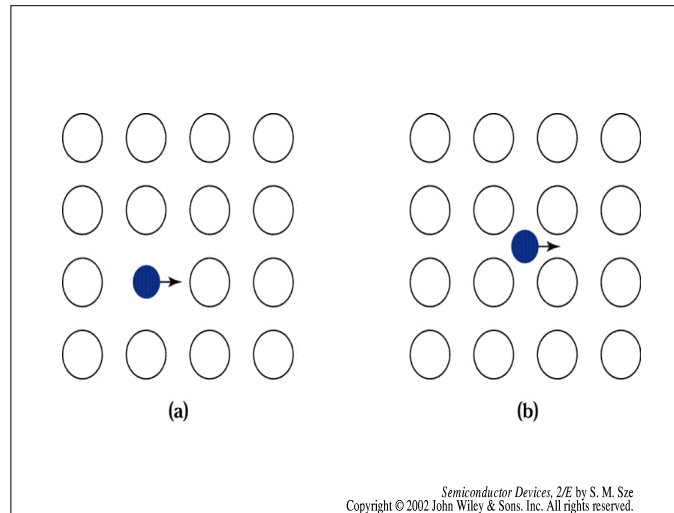 (a)
(b)
Semiconductor Devices, 2/E by S. M. Sze
Copyright © 2002 John Wiley & Sons. Inc. All rights reserved.